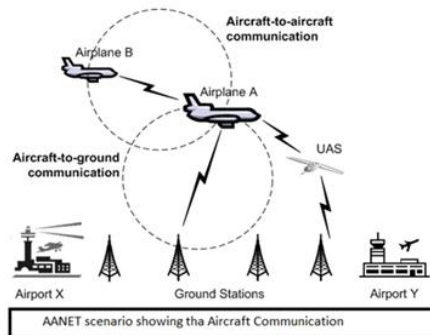 Aircraft-to-aircraft
communication
Airplane B
Airplane A
Aircraft-to-ground
communication
UAS
Airport X
Ground Stations
Airport Y
AANET scenario showing tha Aircraft Communication